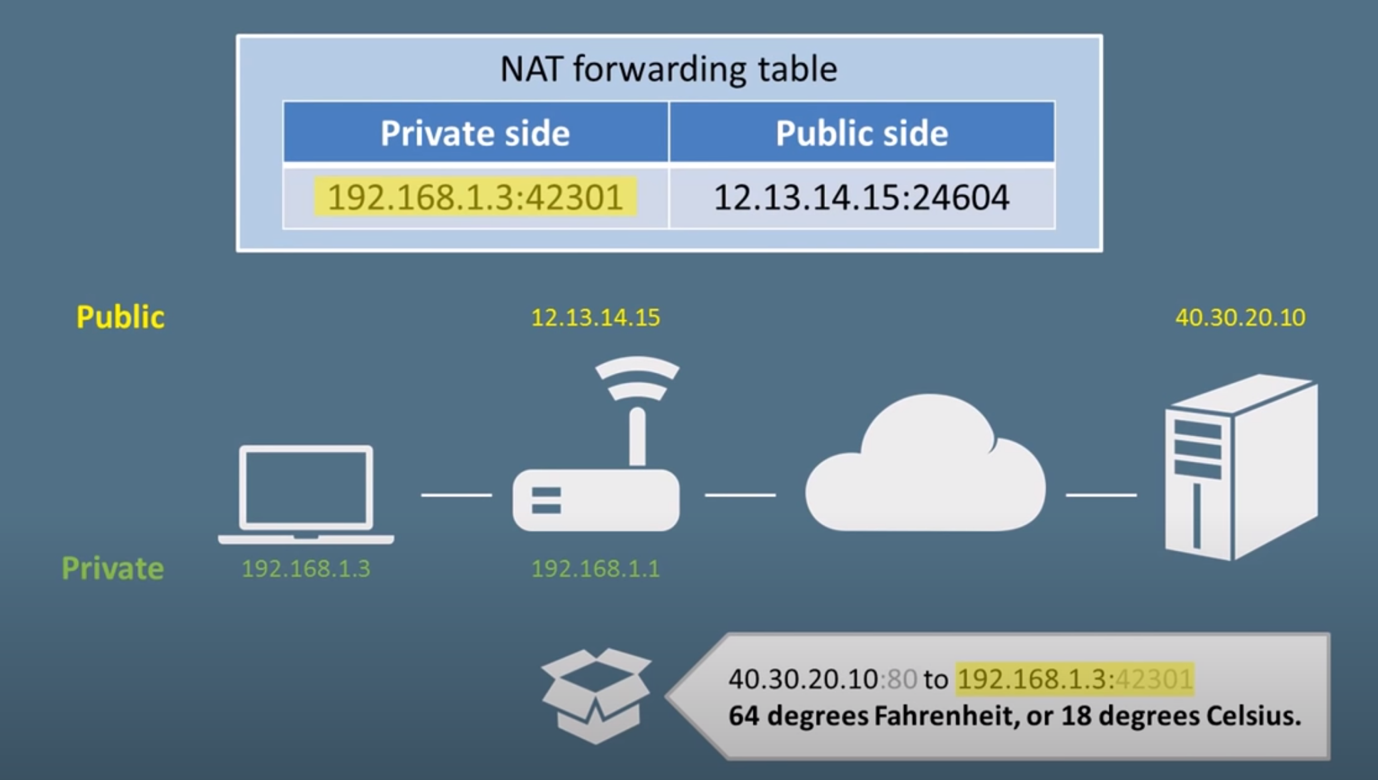 NAT forwarding table
Private side Public side
192.168.1.3:42301 12.13.14.15:24604
Public 12.13.14.15 40.30.20.10
Private 192.168.1.3 192.168.1.1
40.30.20.10:80 to 192.168.1.3:42301
64 degrees Fahrenheit, or 18 degrees Celsius.